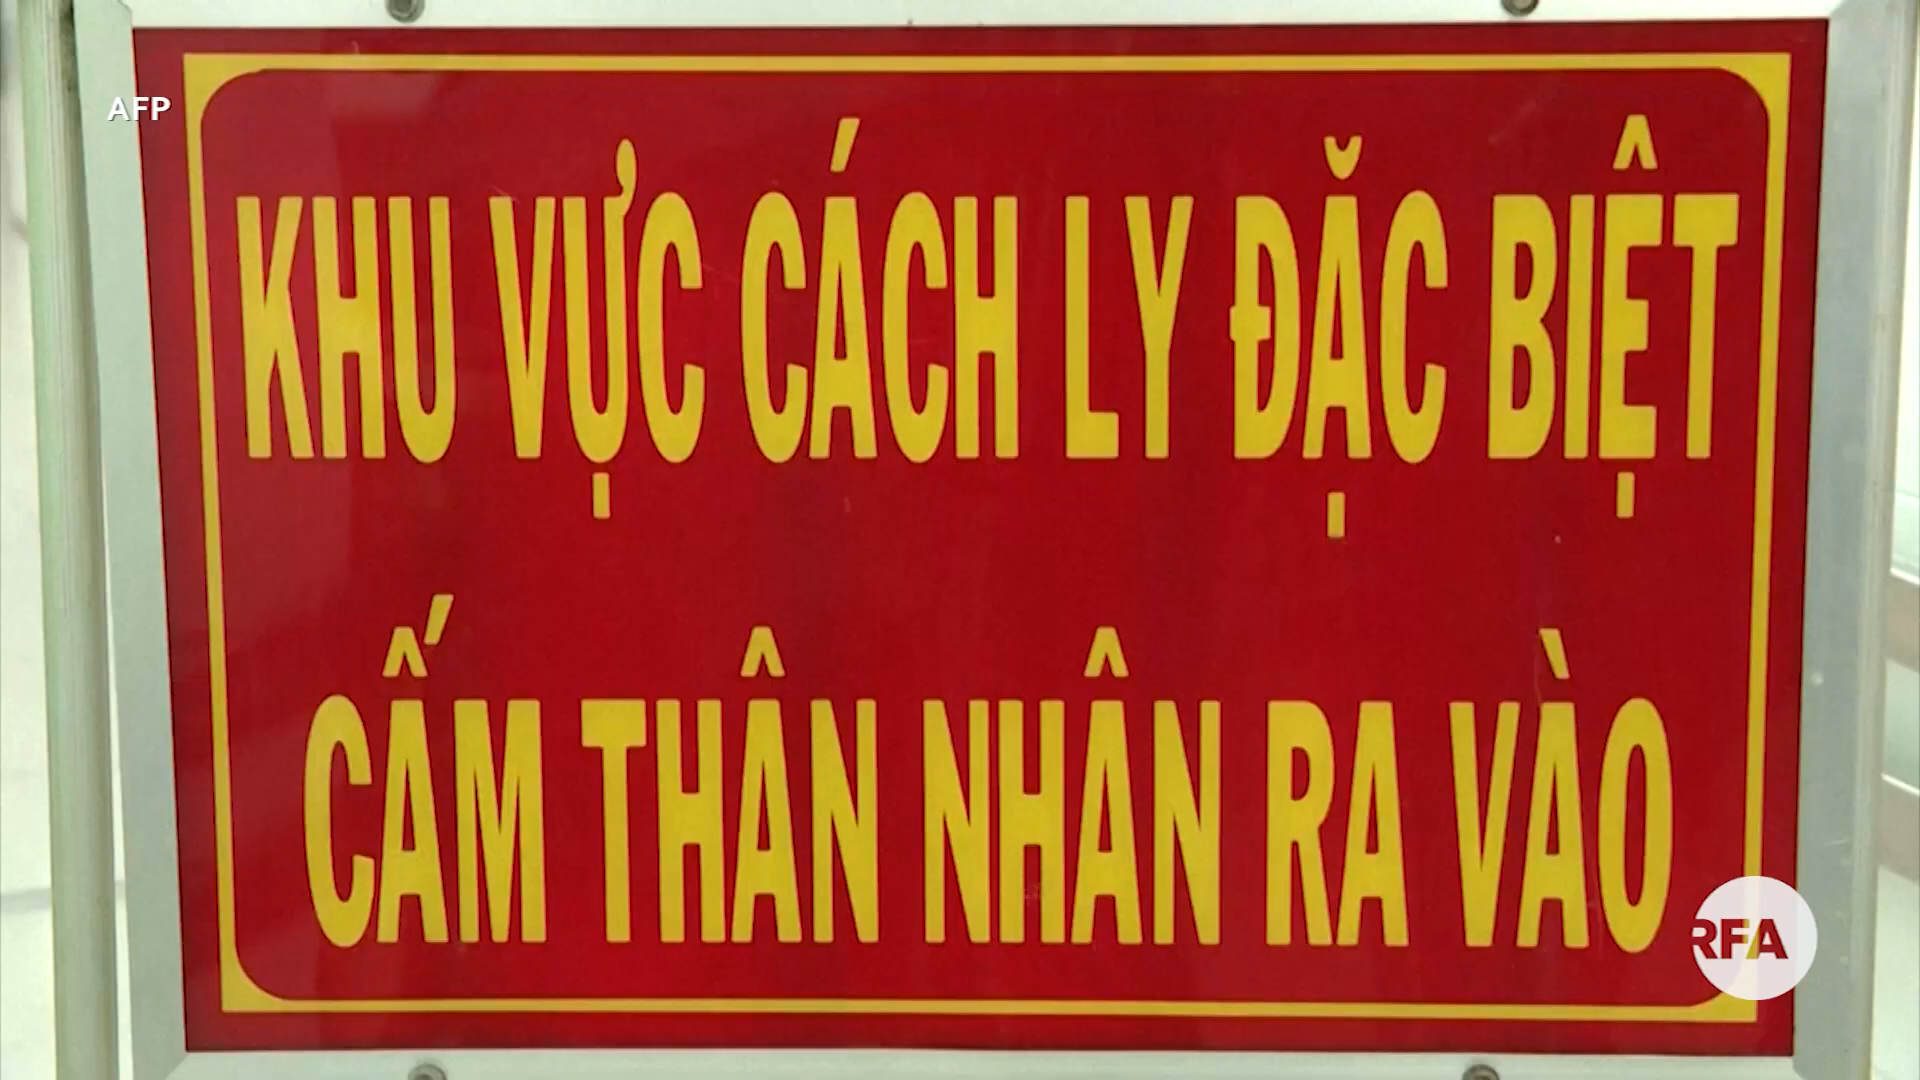 AFP
KHU VỰC CÁCH LY ĐẶC BIỆT
CẤM THÂN NHÂN RA VÀO
RFA